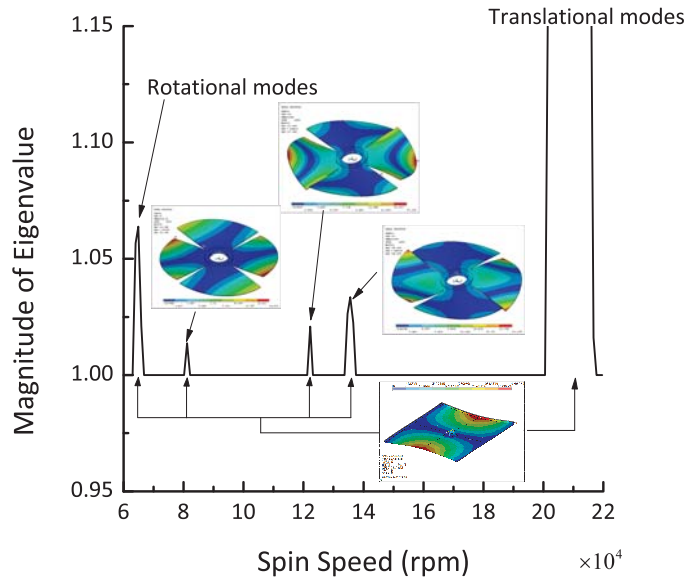 Translational modes
1.15
Rotational modes
1.10
1.05
1.00
0.95
Magnitude of Eigenvalue
6 8 10 12 14 16 18 20 22
Spin Speed (rpm) ×10⁴